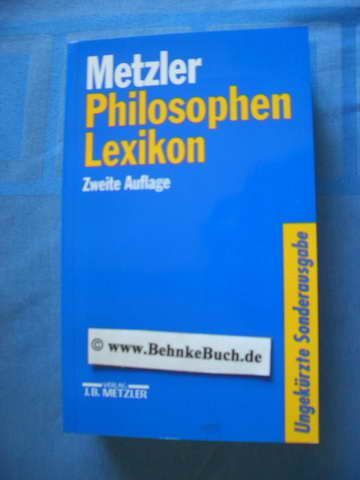 Metzler
Philosophen
Lexikon
Zweite Auflage
Ungekürzte Sonderausgabe
© www.BehnkeBuch.de
VERLAG
J.B. METZLER